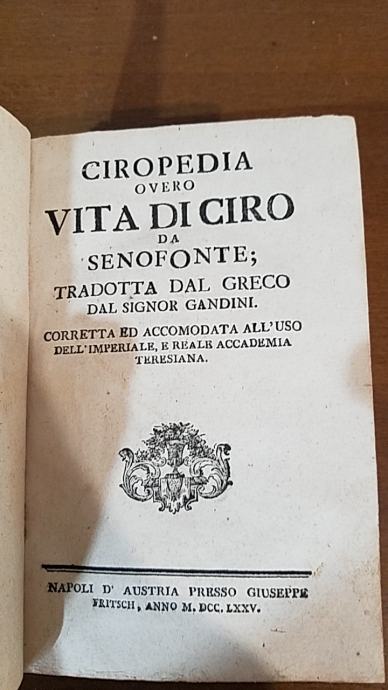 CIROPEDIA
OVERO
VITA DI CIRO
DA
SENOFONTE;
TRADOTTA DAL GRECO
DAL SIGNOR GANDINI.
CORRETTA ED ACCOMODATA ALL'USO
DELL'IMPERIALE, E REALE ACCADEMIA
TERESIANA.
NAPOLI D' AUSTRIA PRESSO GIUSEPPE
FRITSCH, ANNO M. DCC. LXXV.